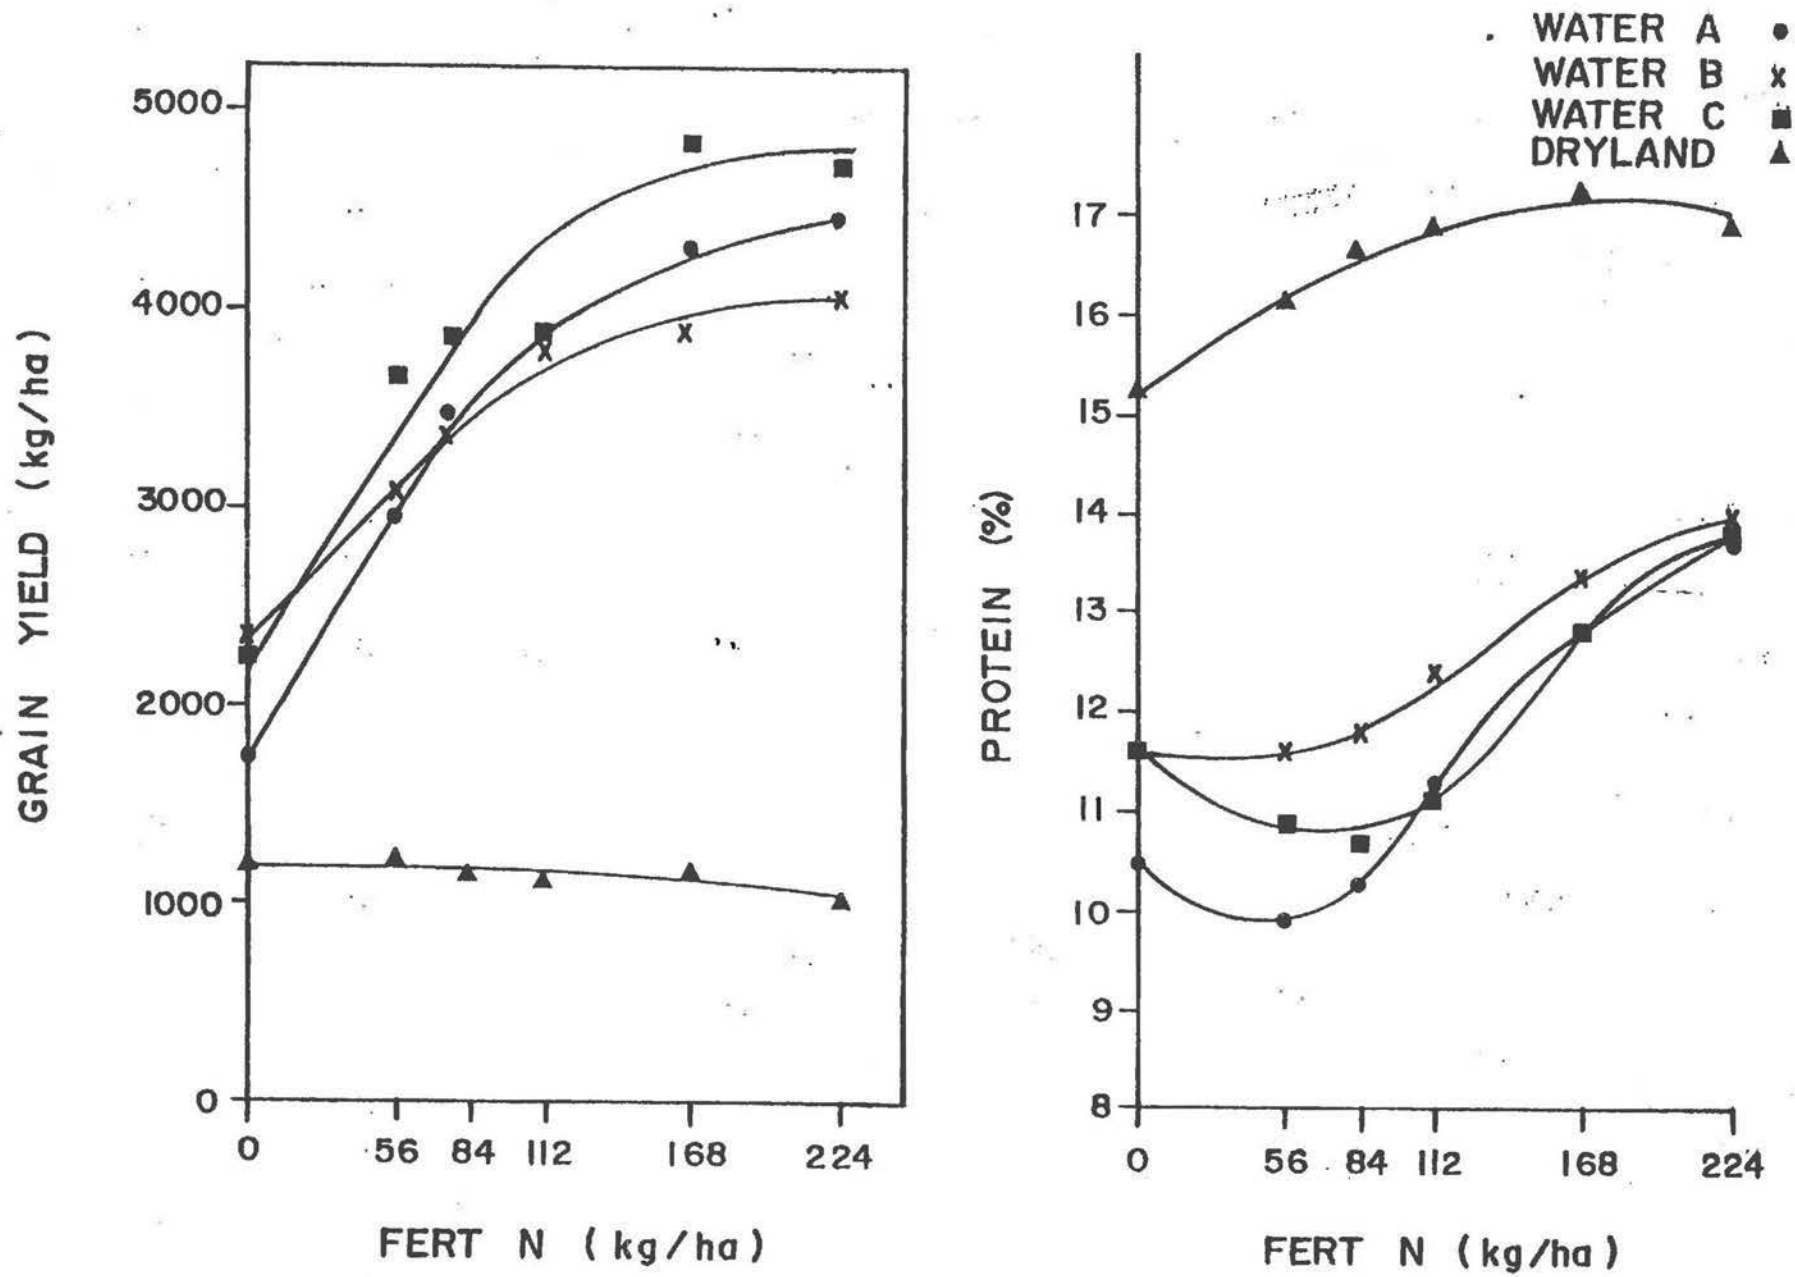 WATER A ●
WATER B x
WATER C ■
DRYLAND ▲
GRAIN YIELD (kg/ha)
5000
4000
3000
2000
1000
0
0 56 84 112 168 224
FERT N (kg/ha)
PROTEIN (%)
17
16
15
14
13
12
11
10
9
8
0 56 84 112 168 224
FERT N (kg/ha)